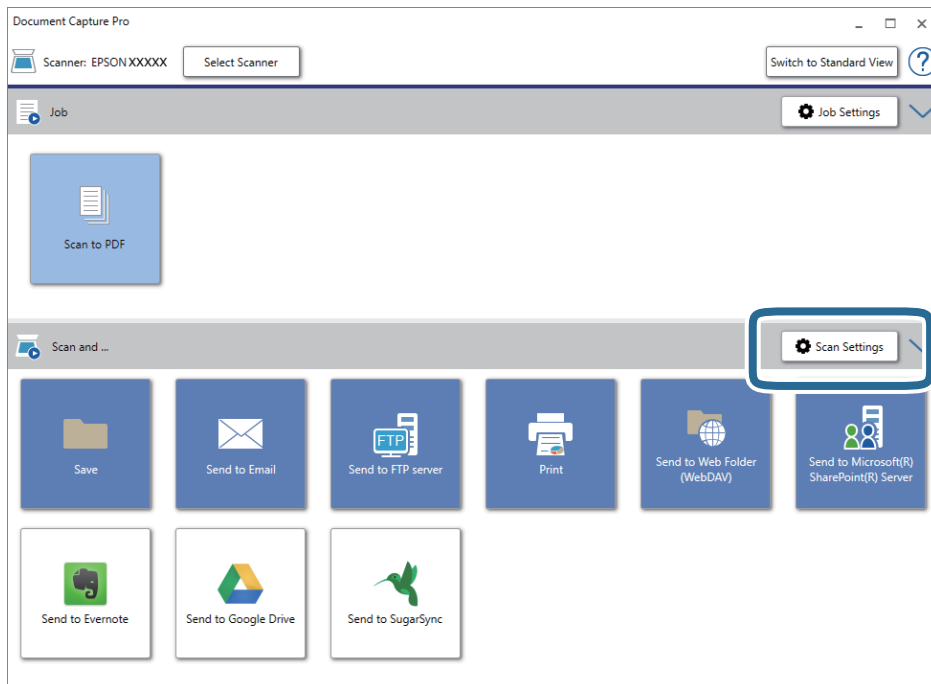 Document Capture Pro
Scanner: EPSON XXXXX
Select Scanner
Switch to Standard View
?
Job
Job Settings
Scan to PDF
Scan and ...
Scan Settings
Save
Send to Email
FTP
Send to FTP server
Print
Send to Web Folder
(WebDAV)
Send to Microsoft(R)
SharePoint(R) Server
Send to Evernote
Send to Google Drive
Send to SugarSync